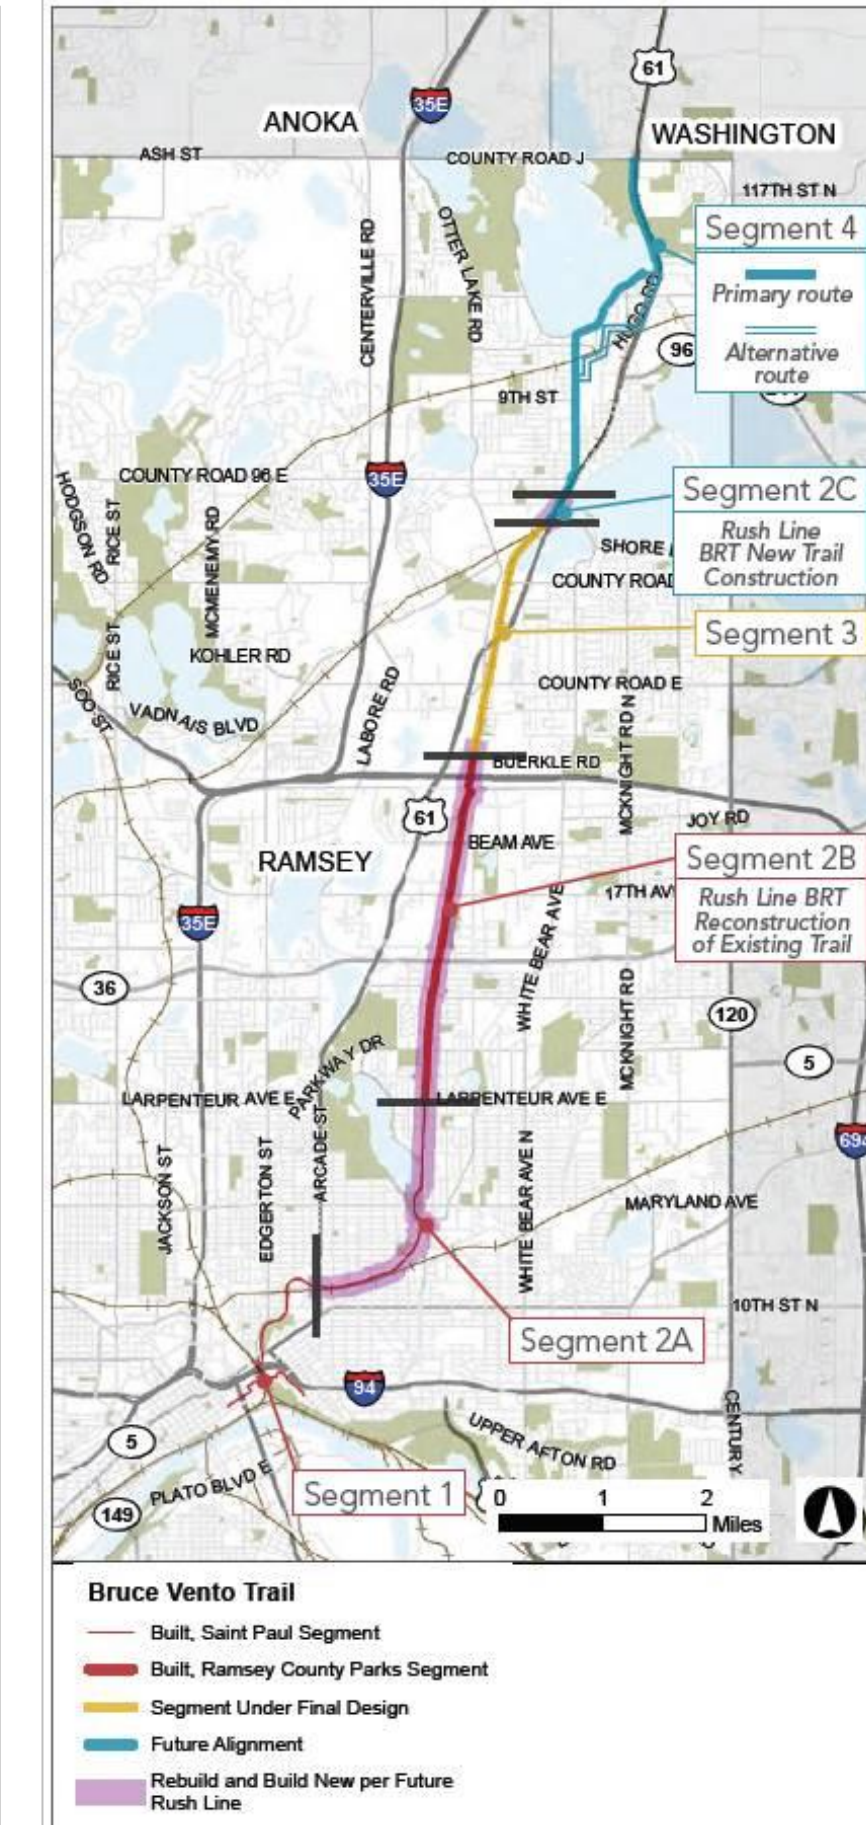 61
35E
ANOKA
WASHINGTON
ASH ST
COUNTY ROAD J
117TH ST N
Segment 4
Primary route
Alternative
route
CENTERVILLE RD
OTTER LAKE RD
HUGO RD
96
9TH ST
COUNTY ROAD 96 E
35E
HODGSON RD
RICE ST
MCMENEMY RD
Segment 2C
Rush Line
BRT New Trail
Construction
SHORE
COUNTY ROAD
Segment 3
RICE ST
KOHLER RD
COUNTY ROAD E
SOO ST
VADNAIS BLVD
LABORE RD
MCKNIGHT RD N
BUERKLE RD
61
JOY RD
BEAM AVE
RAMSEY
Segment 2B
Rush Line BRT
Reconstruction
of Existing Trail
17TH AV
35E
WHITE BEAR AVE
36
MCKNIGHT RD
120
5
PARKWAY DR
LARPENTEUR AVE E
LARPENTEUR AVE E
ARCADE ST
694
JACKSON ST
EDGERTON ST
WHITE BEAR AVE N
MARYLAND AVE
10TH ST N
Segment 2A
94
CENTURY
5
UPPER AFTON RD
PLATO BLVD E
149
Segment 1
0 1 2
Miles
Bruce Vento Trail
Built, Saint Paul Segment
Built, Ramsey County Parks Segment
Segment Under Final Design
Future Alignment
Rebuild and Build New per Future
Rush Line